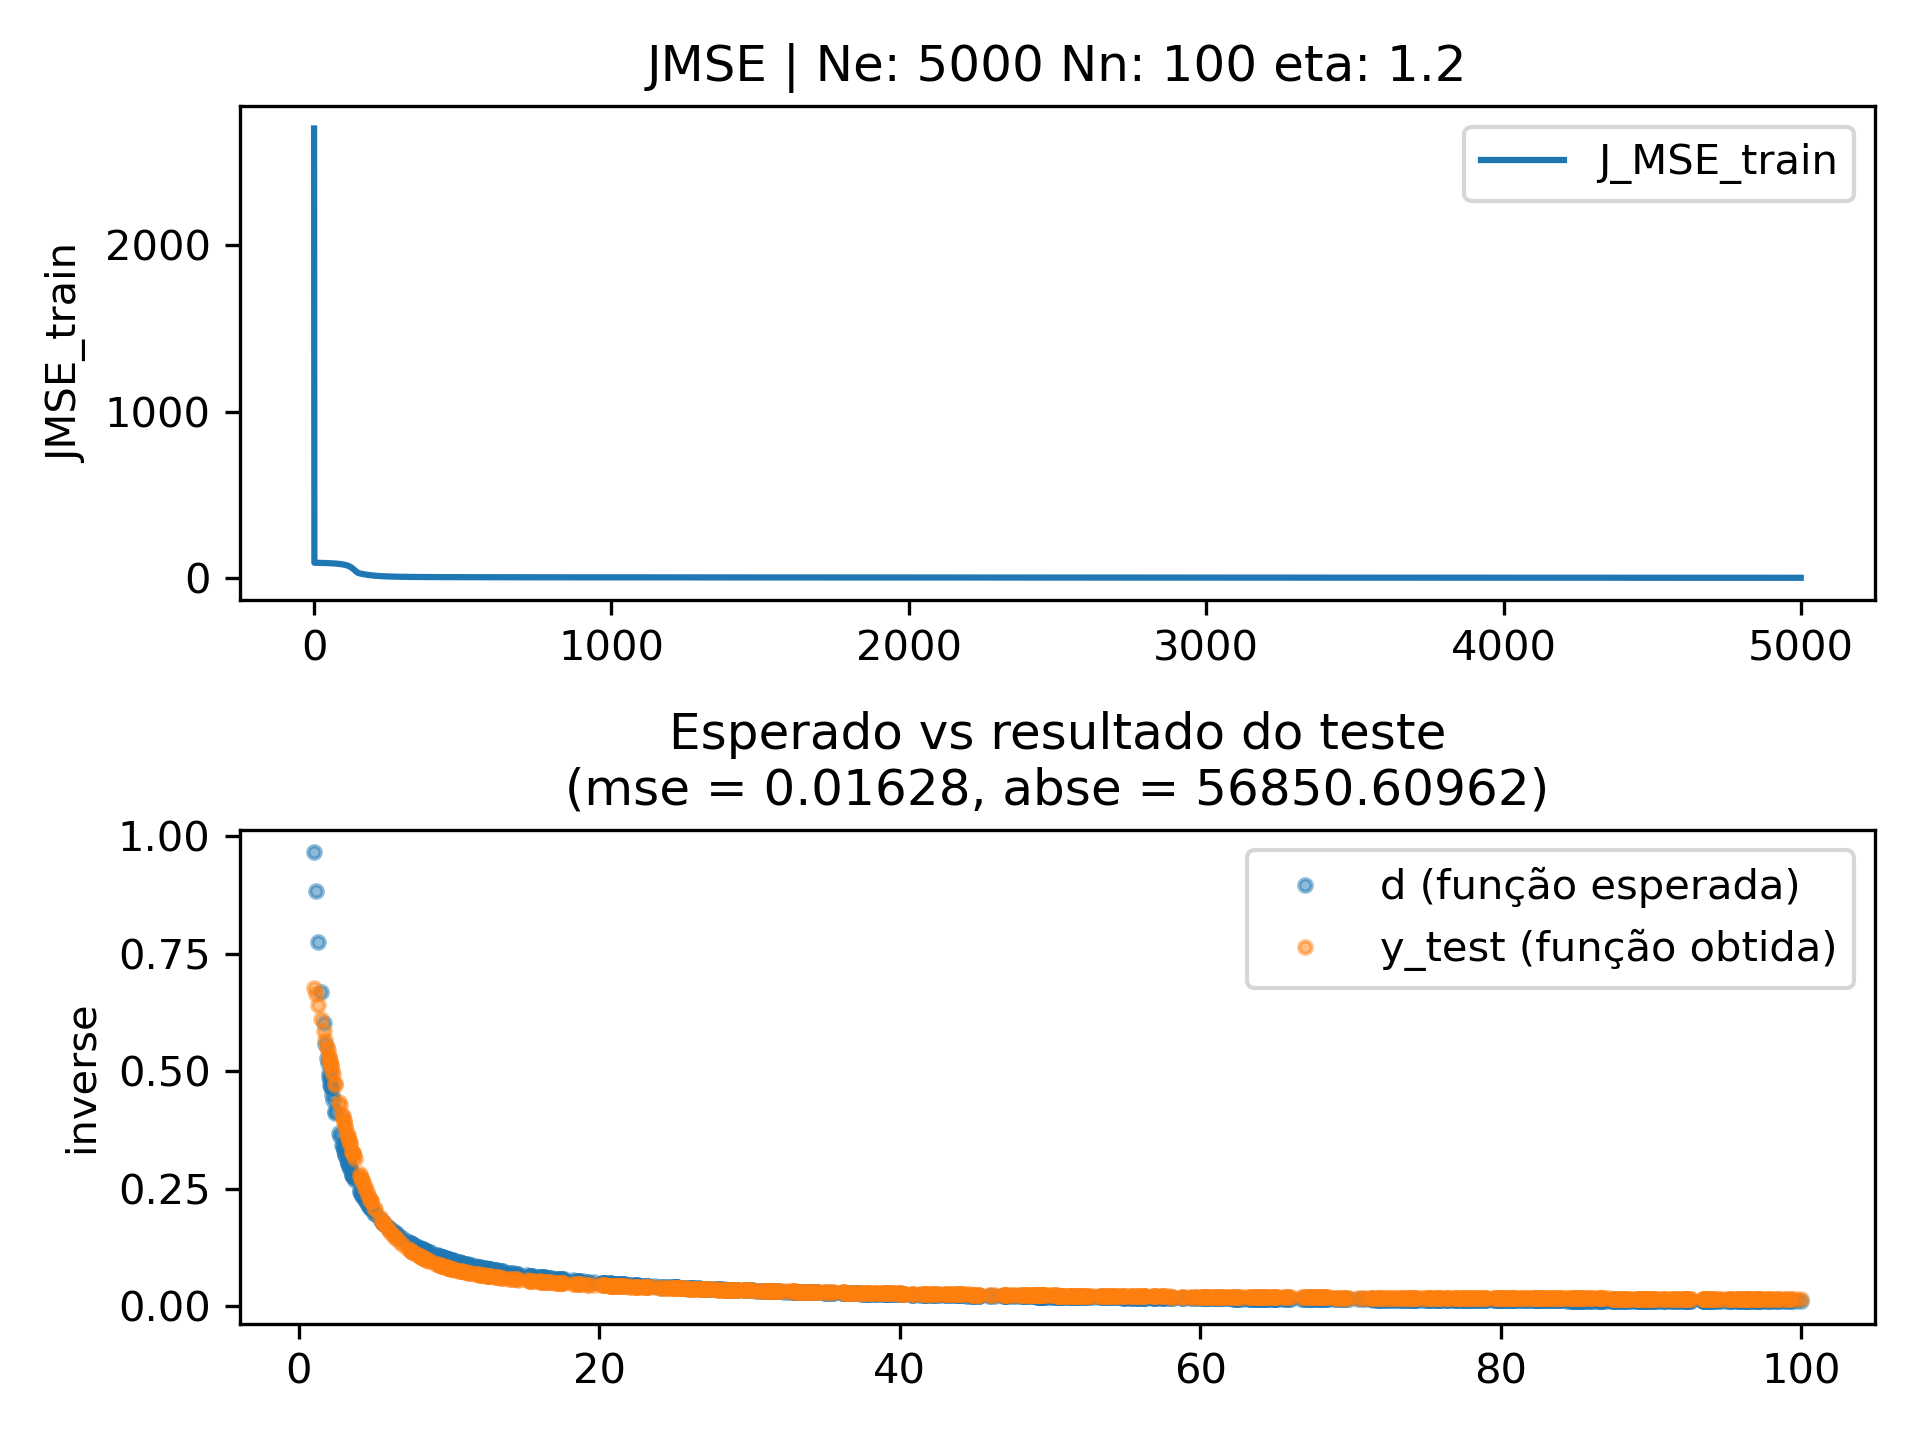 JMSE | Ne: 5000 Nn: 100 eta: 1.2
J_MSE_train
JMSE_train
2000
1000
0
0 1000 2000 3000 4000 5000
Esperado vs resultado do teste
(mse = 0.01628, abse = 56850.60962)
d (função esperada)
y_test (função obtida)
inverse
1.00
0.75
0.50
0.25
0.00
0 20 40 60 80 100